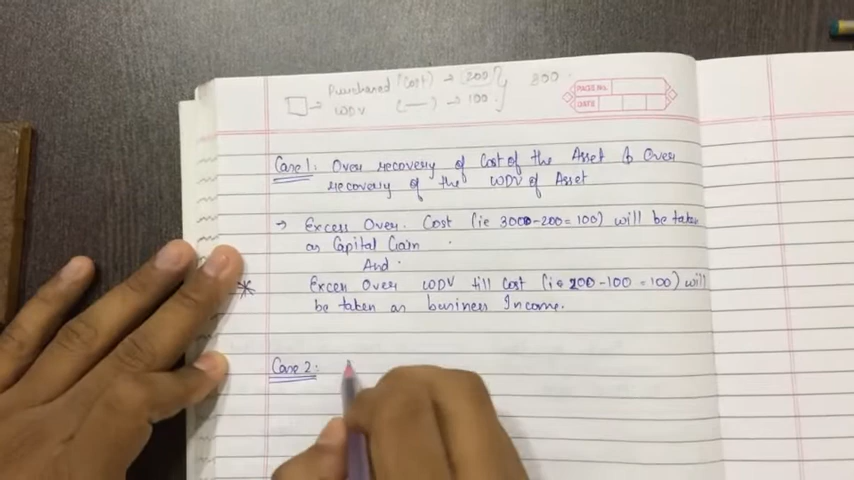 Purchased (Cost) → 200 } 300
WDV (—) → 100
PAGE NO.
DATE
Case 1: Over recovery of Cost of the Asset & Over
recovery of the WDV of Asset
→ Excess Over Cost (ie 300-200=100) will be taken
as Capital Gain
And
Excess Over WDV till Cost (ie 200-100=100) will
be taken as business Income.
Case 2: